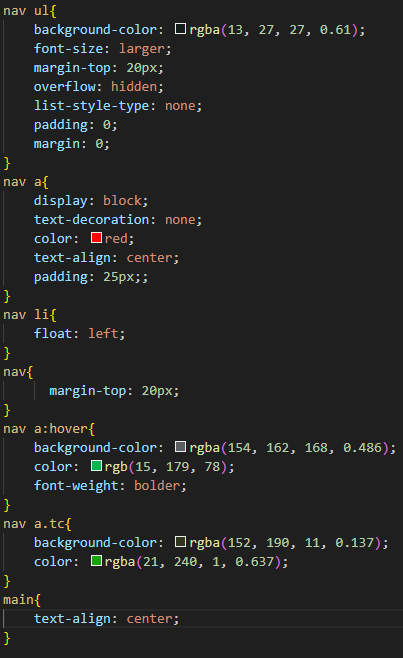 nav ul{
background-color: rgba(13, 27, 27, 0.61);
font-size: larger;
margin-top: 20px;
overflow: hidden;
list-style-type: none;
padding: 0;
margin: 0;
}
nav a{
display: block;
text-decoration: none;
color: red;
text-align: center;
padding: 25px;;
}
nav li{
float: left;
}
nav{
margin-top: 20px;
}
nav a:hover{
background-color: rgba(154, 162, 168, 0.486);
color: rgb(15, 179, 78);
font-weight: bolder;
}
nav a.tc{
background-color: rgba(152, 190, 11, 0.137);
color: rgba(21, 240, 1, 0.637);
}
main{
text-align: center;
}